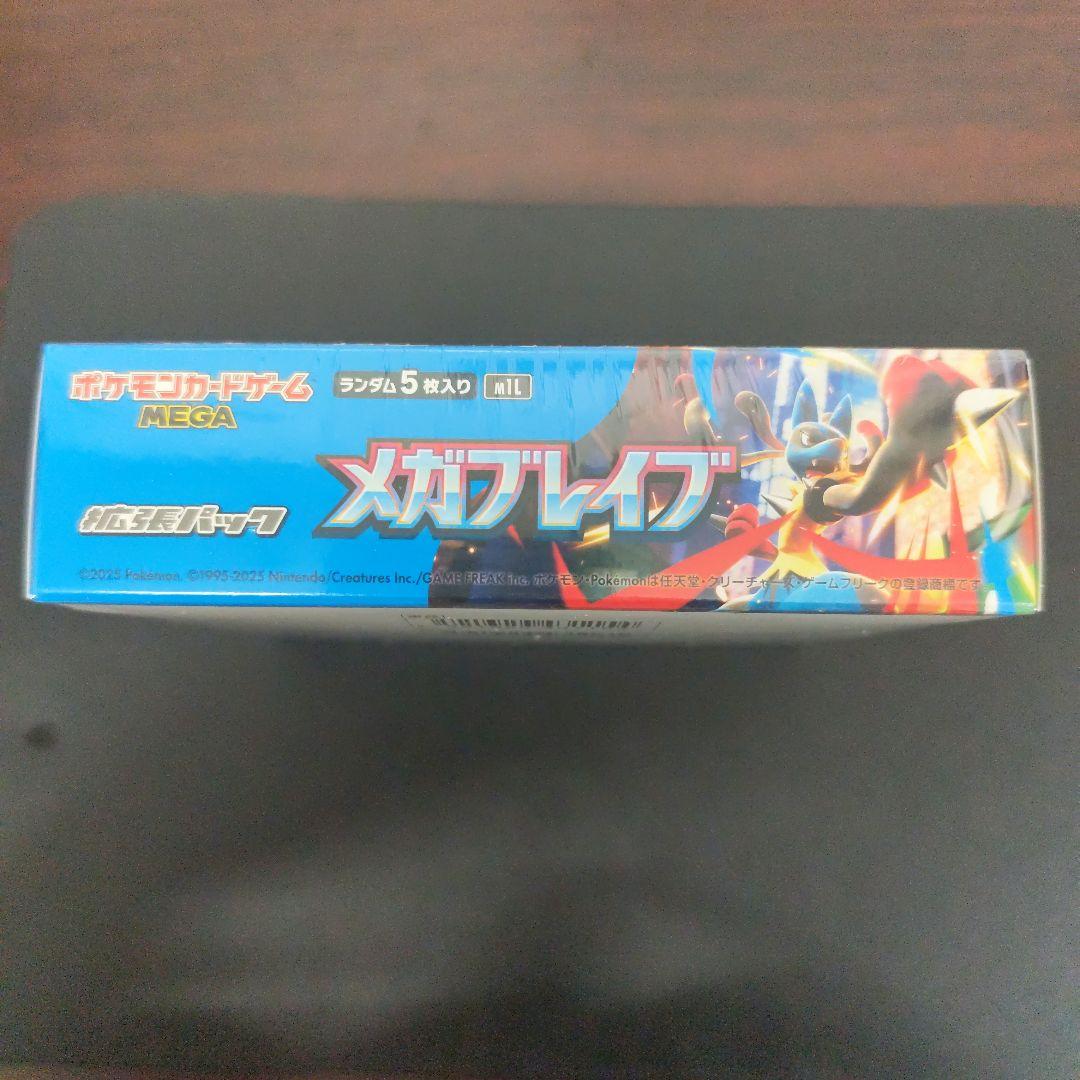 ポケモンカードゲーム
MEGA
ランダム5枚入り
M1L
メガブレイブ
拡張パック
©2025 Pokémon. ©1995-2025 Nintendo/Creatures Inc./GAME FREAK inc. ポケモン・Pokémonは任天堂・クリーチャーズ・ゲームフリークの登録商標です